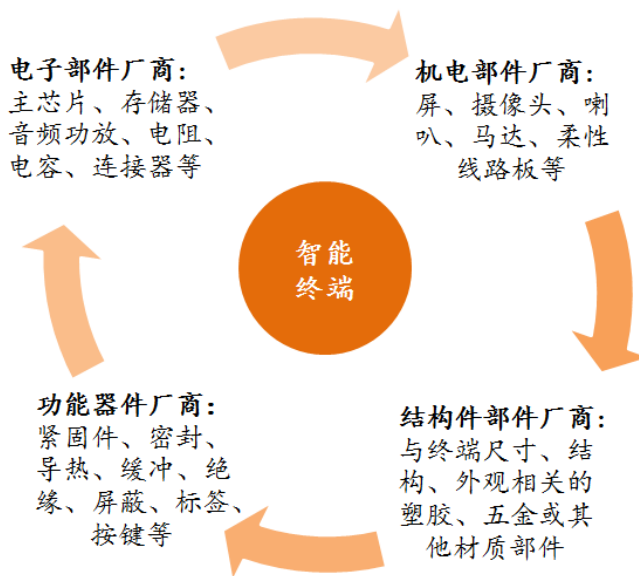 电子部件厂商：
主芯片、存储器、
音频功放、电阻、
电容、连接器等
机电部件厂商：
屏、摄像头、喇
叭、马达、柔性
线路板等
智能
终端
功能器件厂商：
紧固件、密封、
导热、缓冲、绝
缘、屏蔽、标签、
按键等
结构件部件厂商：
与终端尺寸、结
构、外观相关的
塑胶、五金或其
他材质部件